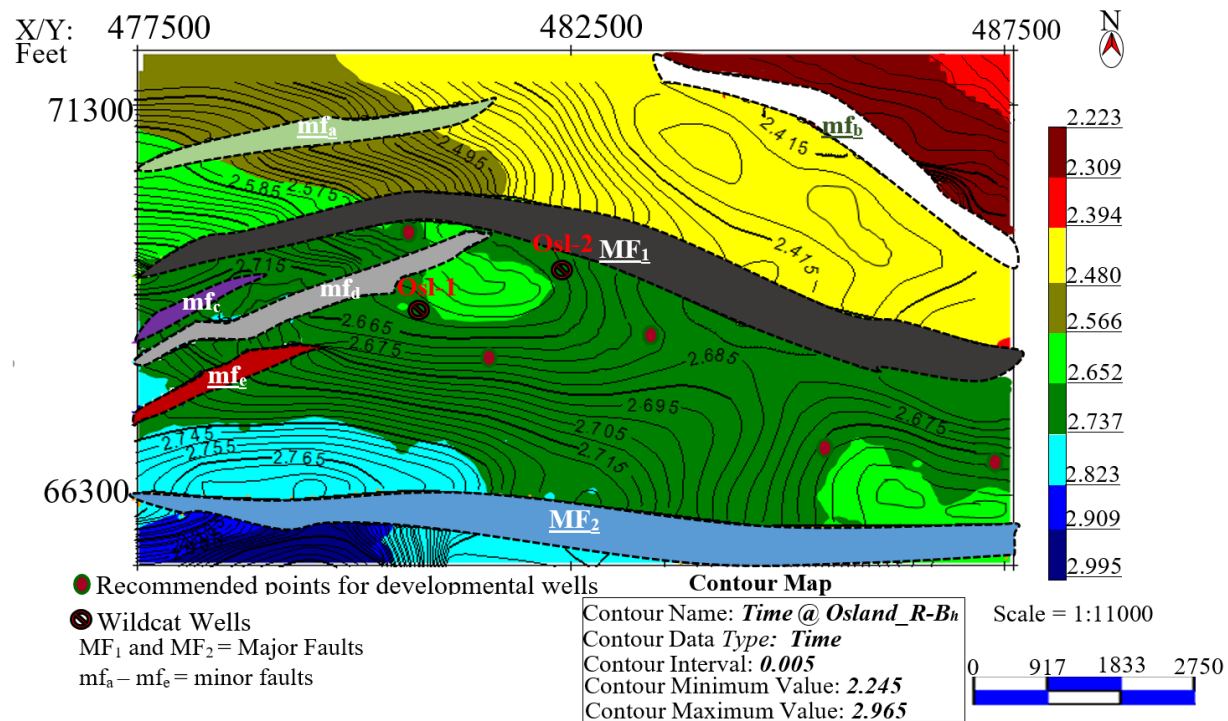 X/Y: 477500 482500 487500 N
Feet
71300
mfa
mfb
2.415
2.495
2.585 2.575
2.223
2.309
2.394
2.480
2.566
2.652
2.737
2.823
2.909
2.995
Osl-2
MF1
2.415
2.715
mfd
mfc
Osl-1
2.665
2.675
2.685
mfe
2.695
2.675
2.705
2.715
2.745
2.755
2.765
66300
MF2
Recommended points for developmental wells
Wildcat Wells
MF1 and MF2 = Major Faults
mfa – mfe = minor faults
Contour Map
Contour Name: Time @ Osland_R-Bh
Contour Data Type: Time
Contour Interval: 0.005
Contour Minimum Value: 2.245
Contour Maximum Value: 2.965
Scale = 1:11000
0 917 1833 2750